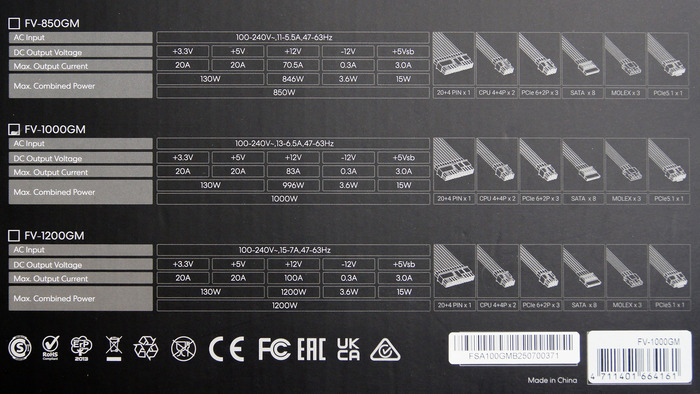 FV-850GM
AC Input 100-240V~,11-5.5A,47-63Hz
DC Output Voltage +3.3V +5V +12V -12V +5Vsb
Max. Output Current 20A 20A 70.5A 0.3A 3.0A
Max. Combined Power 130W 846W 3.6W 15W
850W
20+4 PIN x 1 CPU 4+4P x 2 PCIe 6+2P x 3 SATA x 8 MOLEX x 3 PCIe5.1 x 1
FV-1000GM
AC Input 100-240V~,13-6.5A,47-63Hz
DC Output Voltage +3.3V +5V +12V -12V +5Vsb
Max. Output Current 20A 20A 83A 0.3A 3.0A
Max. Combined Power 130W 996W 3.6W 15W
1000W
20+4 PIN x 1 CPU 4+4P x 2 PCIe 6+2P x 3 SATA x 8 MOLEX x 3 PCIe5.1 x 1
FV-1200GM
AC Input 100-240V~,15-7A,47-63Hz
DC Output Voltage +3.3V +5V +12V -12V +5Vsb
Max. Output Current 20A 20A 100A 0.3A 3.0A
Max. Combined Power 130W 1200W 3.6W 15W
1200W
20+4 PIN x 1 CPU 4+4P x 2 PCIe 6+2P x 3 SATA x 8 MOLEX x 3 PCIe5.1 x 1
S RoHS Compliant ErP 2013 CE FC EAC UK CA
FSA100GMB250700371
Made in China
FV-1000GM
4 711401 664161